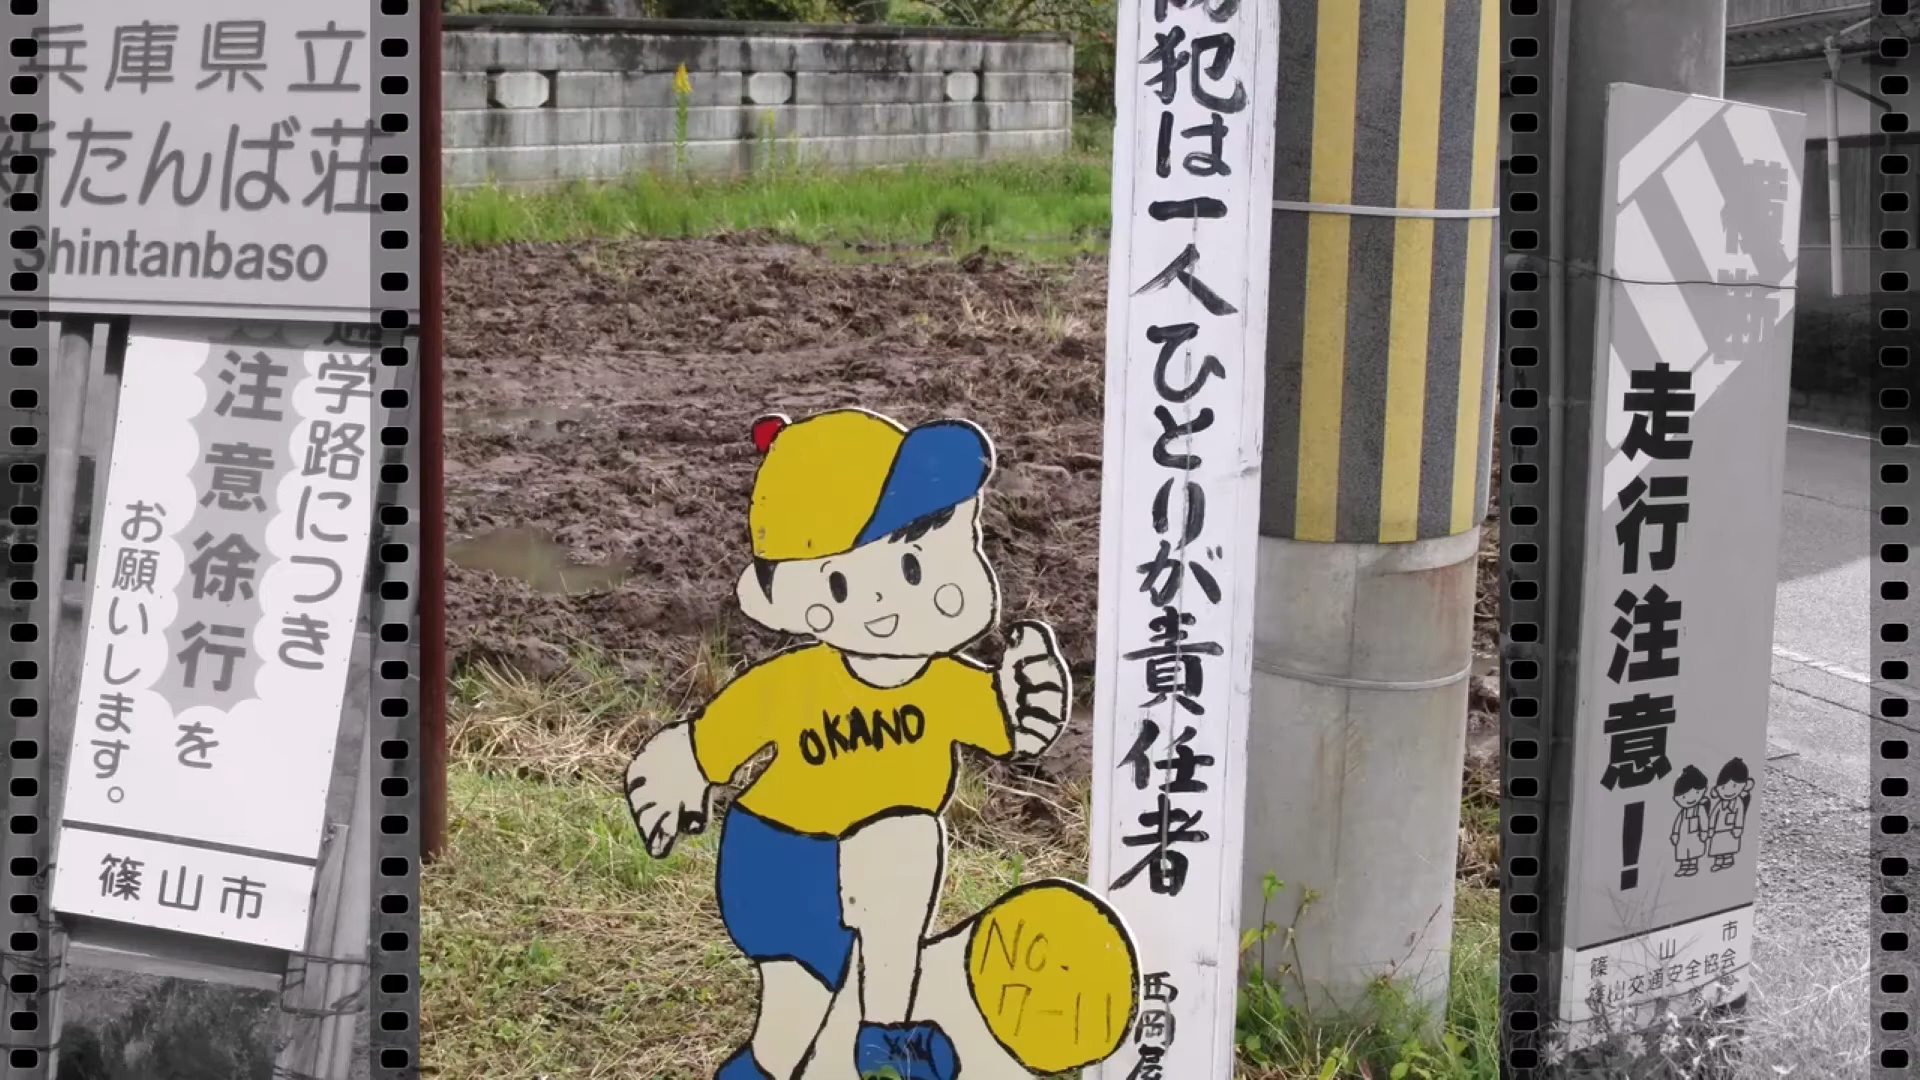 兵庫県立
新たんば荘
Shintanbaso
通学路につき
注意徐行を
お願いします。
篠山市
防犯は一人ひとりが責任者
西岡屋
OKANO
No.
7-11
横断
走行注意!
篠山市
篠山交通安全協会